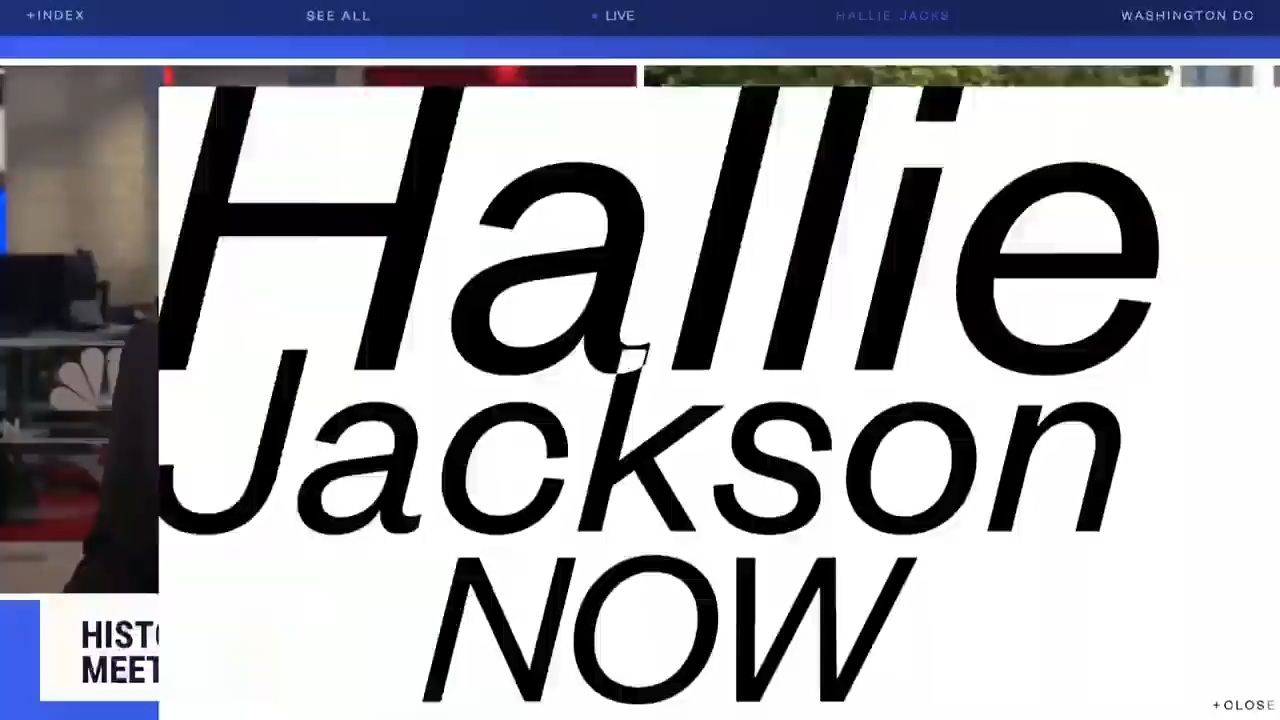 +INDEX
SEE ALL
LIVE
HALLIE JACKS
WASHINGTON DC
Hallie
Jackson
NOW
N
HISTO
MEET
+CLOSE